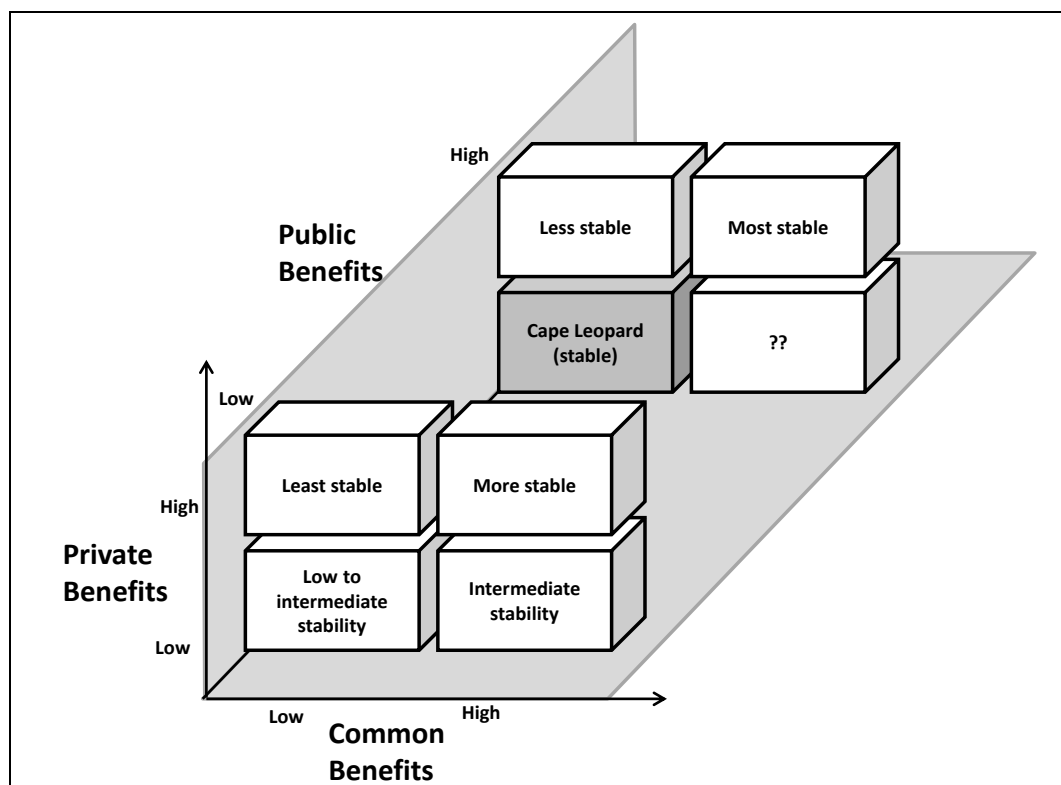 High
Less stable
Most stable
Public
Benefits
Cape Leopard
(stable)
??
Low
Least stable
More stable
High
Private
Benefits
Low to
intermediate
stability
Intermediate
stability
Low
Low
High
Common
Benefits